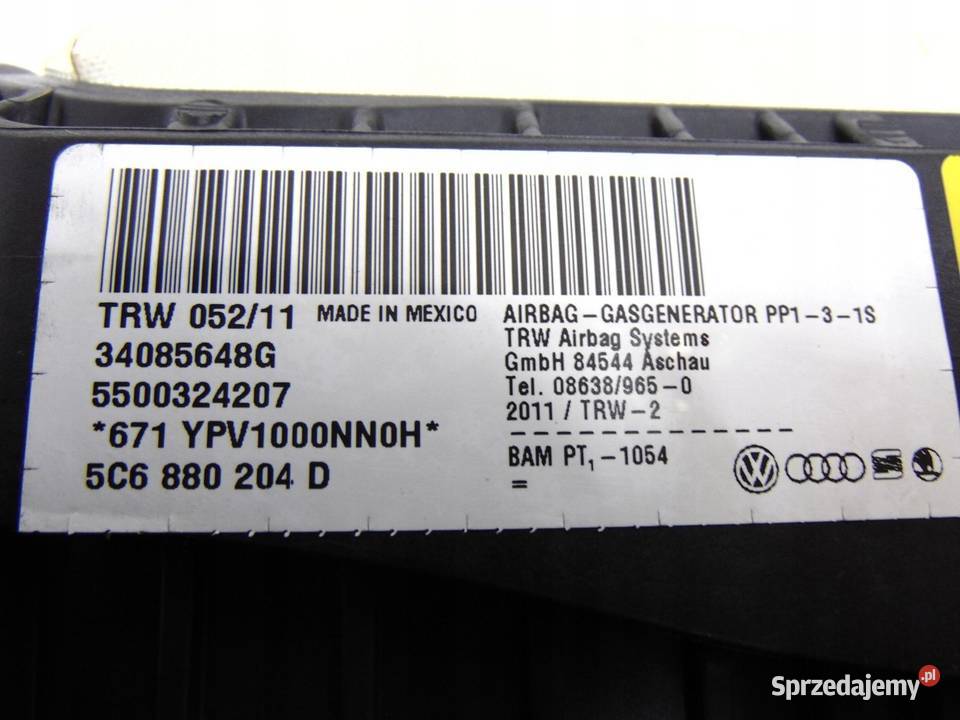 TRW 052/11 MADE IN MEXICO
34085648G
5500324207
*671 YPV1000NN0H*
5C6 880 204 D
AIRBAG-GASGENERATOR PP1-3-1S
TRW Airbag Systems
GmbH 84544 Aschau
Tel. 08638/965-0
2011 / TRW-2
BAM PT₁-1054
=
Sprzedajemy.pl